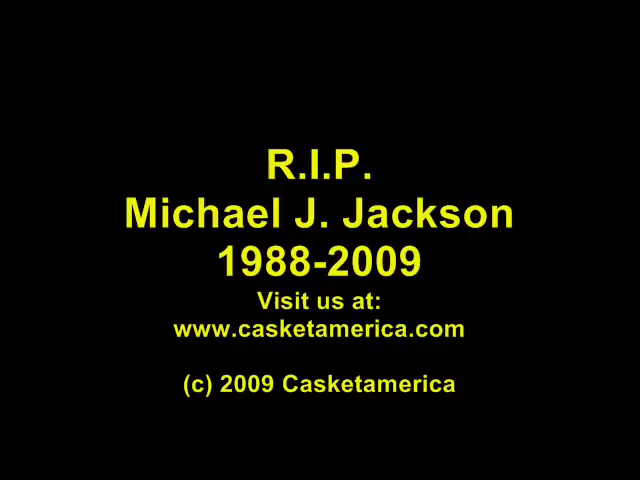 R.I.P.
Michael J. Jackson
1988-2009
Visit us at:
www.casketamerica.com
(c) 2009 Casketamerica